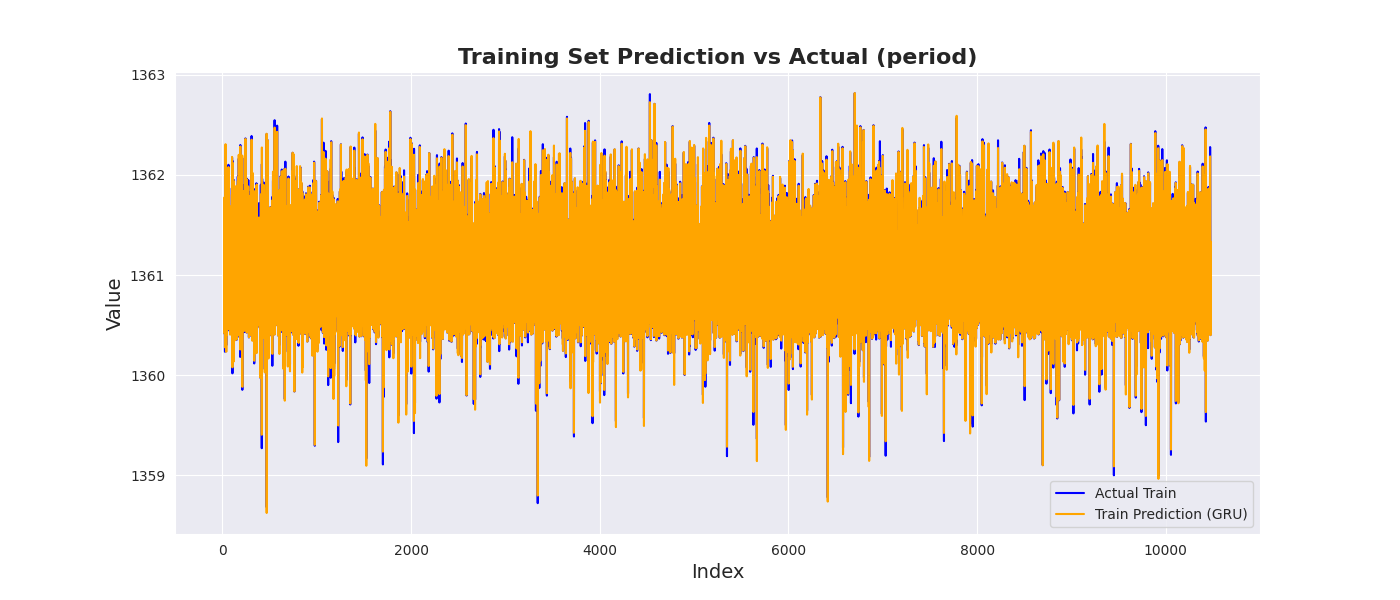 Training Set Prediction vs Actual (period)
1363
1362
1361
1360
1359
Value
0
2000
4000
6000
8000
10000
Index
Actual Train
Train Prediction (GRU)